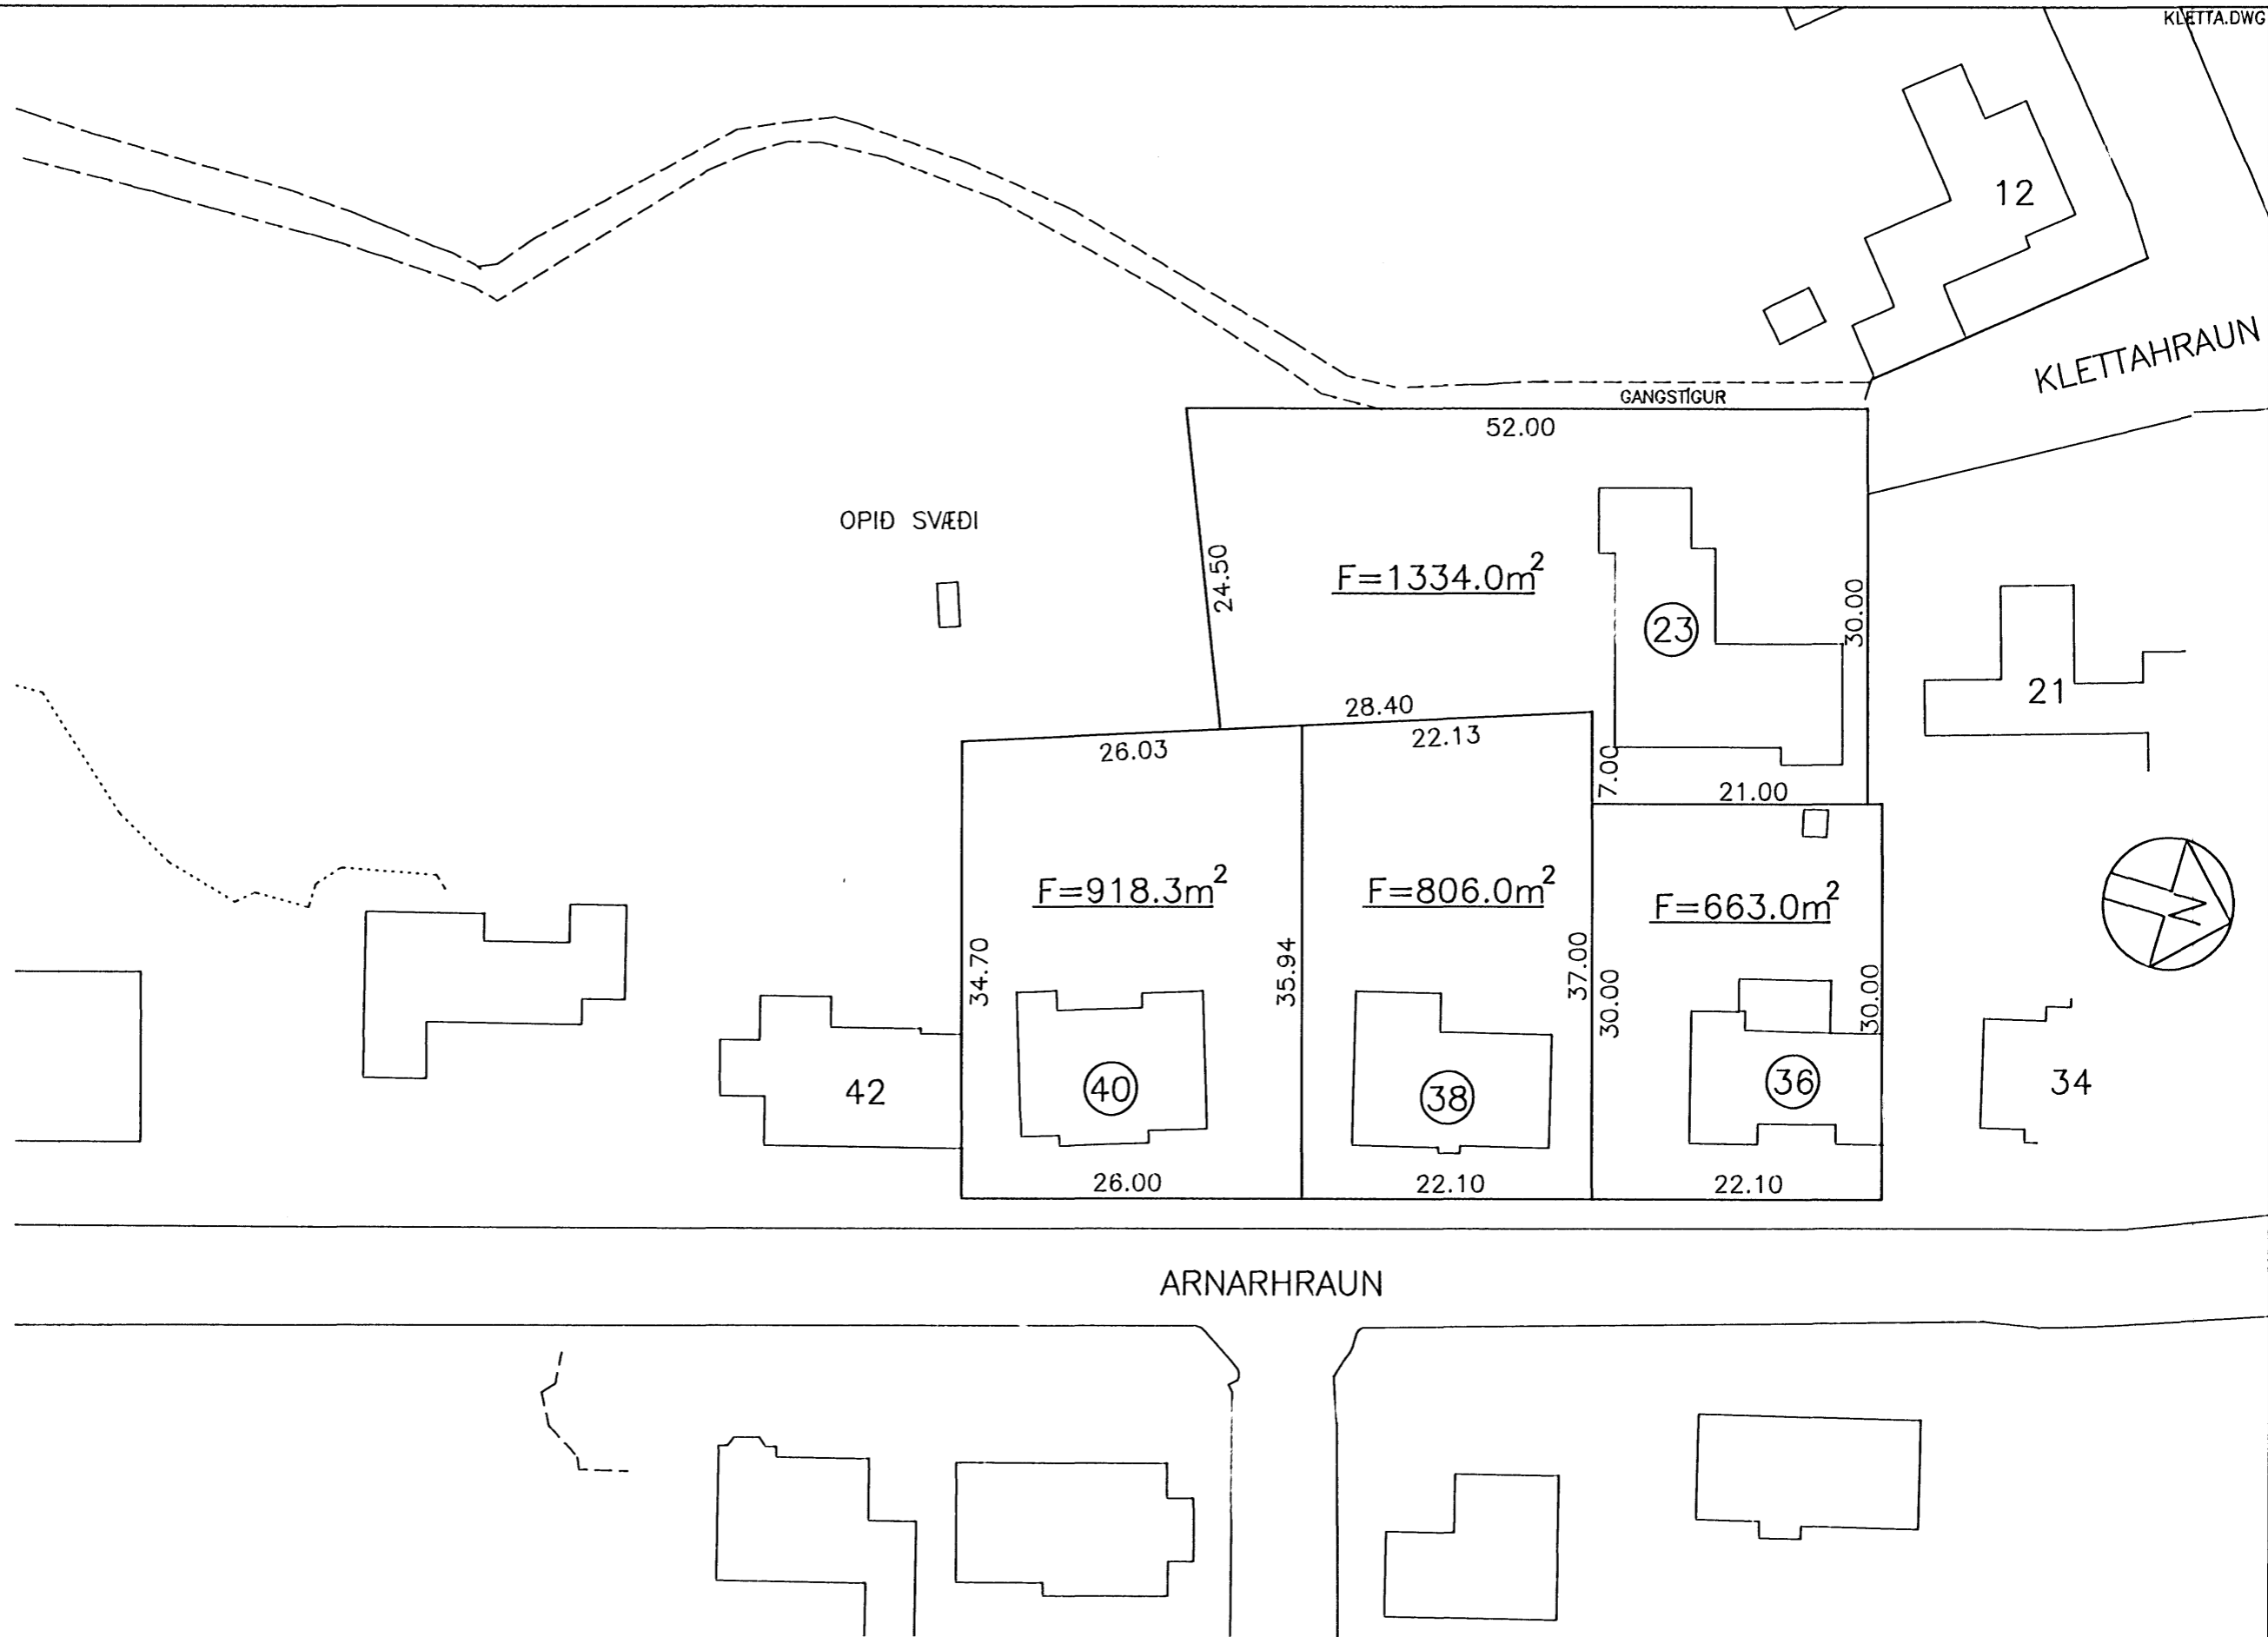 KLETTA.DWG
12
KLETTAHRAUN
GANGSTÍGUR
52.00
OPIÐ SVÆÐI
24.50
F=1334.0m²
30.00
23
21
28.40
26.03
22.13
7.00
21.00
F=918.3m²
F=806.0m²
F=663.0m²
N
34.70
35.94
37.00
30.00
30.00
42
40
38
36
34
26.00
22.10
22.10
ARNARHRAUN